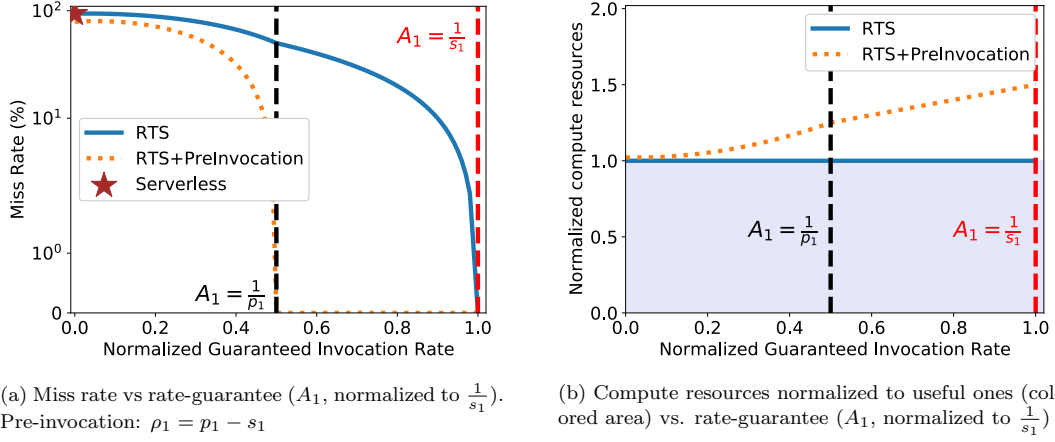 10²
10¹
10⁰
0
Miss Rate (%)
A₁ = 1/s₁
RTS
RTS+PreInvocation
Serverless
A₁ = 1/p₁
0.0 0.2 0.4 0.6 0.8 1.0
Normalized Guaranteed Invocation Rate
(a) Miss rate vs rate-guarantee (A₁, normalized to 1/s₁).
Pre-invocation: ρ₁ = p₁ − s₁
2.0
1.5
1.0
0.5
0.0
Normalized compute resources
RTS
RTS+PreInvocation
A₁ = 1/p₁
A₁ = 1/s₁
0.0 0.2 0.4 0.6 0.8 1.0
Normalized Guaranteed Invocation Rate
(b) Compute resources normalized to useful ones (col
ored area) vs. rate-guarantee (A₁, normalized to 1/s₁)